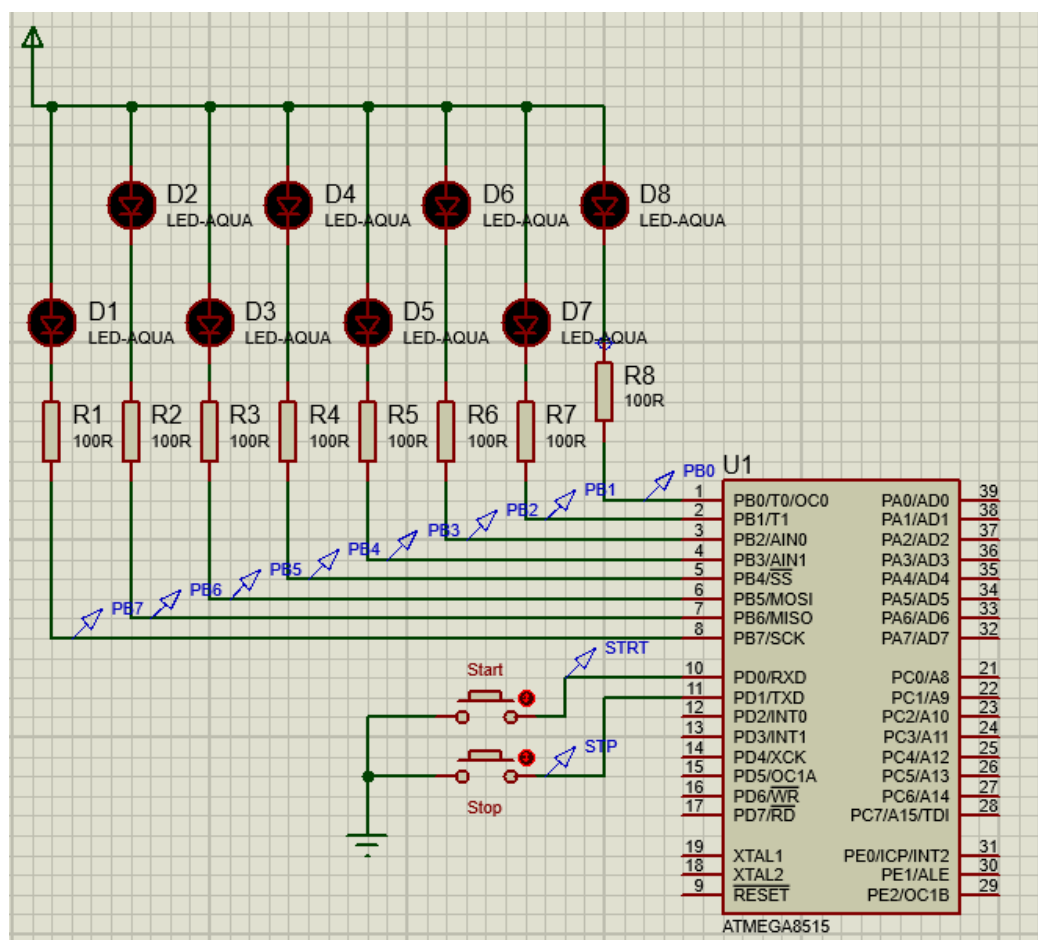 D2
LED-AQUA
D4
LED-AQUA
D6
LED-AQUA
D8
LED-AQUA
D1
LED-AQUA
D3
LED-AQUA
D5
LED-AQUA
D7
LED-AQUA
R1
100R
R2
100R
R3
100R
R4
100R
R5
100R
R6
100R
R7
100R
R8
100R
PB0
PB1
PB2
PB3
PB4
PB5
PB6
PB7
STRT
Start
STP
Stop
U1
1 PB0/T0/OC0 PA0/AD0 39
2 PB1/T1 PA1/AD1 38
3 PB2/AIN0 PA2/AD2 37
4 PB3/AIN1 PA3/AD3 36
5 PB4/SS PA4/AD4 35
6 PB5/MOSI PA5/AD5 34
7 PB6/MISO PA6/AD6 33
8 PB7/SCK PA7/AD7 32
10 PD0/RXD PC0/A8 21
11 PD1/TXD PC1/A9 22
12 PD2/INT0 PC2/A10 23
13 PD3/INT1 PC3/A11 24
14 PD4/XCK PC4/A12 25
15 PD5/OC1A PC5/A13 26
16 PD6/WR PC6/A14 27
17 PD7/RD PC7/A15/TDI 28
19 XTAL1 PE0/ICP/INT2 31
18 XTAL2 PE1/ALE 30
9 RESET PE2/OC1B 29
ATMEGA8515